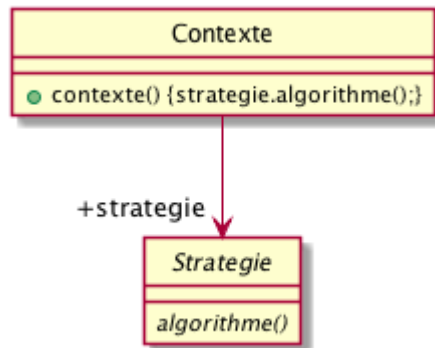 Contexte
contexte() {strategie.algorithme();}
+strategie
Strategie
algorithme()